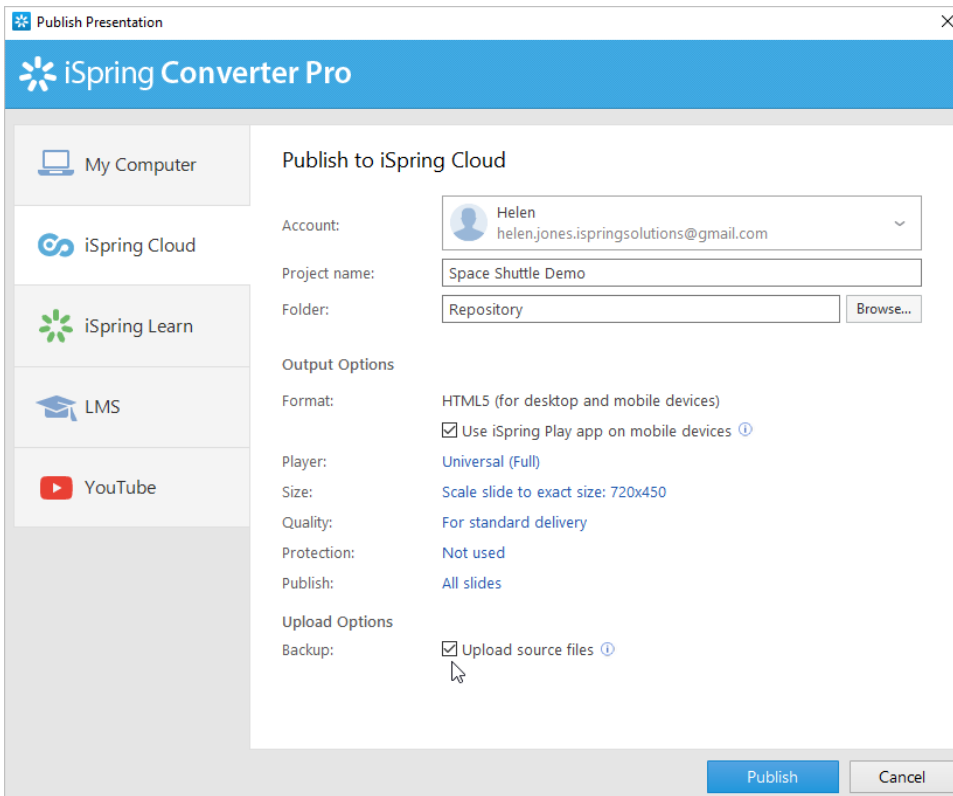 Publish Presentation
iSpring Converter Pro
My Computer
iSpring Cloud
iSpring Learn
LMS
YouTube
Publish to iSpring Cloud
Account:
Helen
helen.jones.ispringsolutions@gmail.com
Project name: Space Shuttle Demo
Folder: Repository Browse...
Output Options
Format: HTML5 (for desktop and mobile devices)
Use iSpring Play app on mobile devices
Player: Universal (Full)
Size: Scale slide to exact size: 720x450
Quality: For standard delivery
Protection: Not used
Publish: All slides
Upload Options
Backup: Upload source files
Publish Cancel